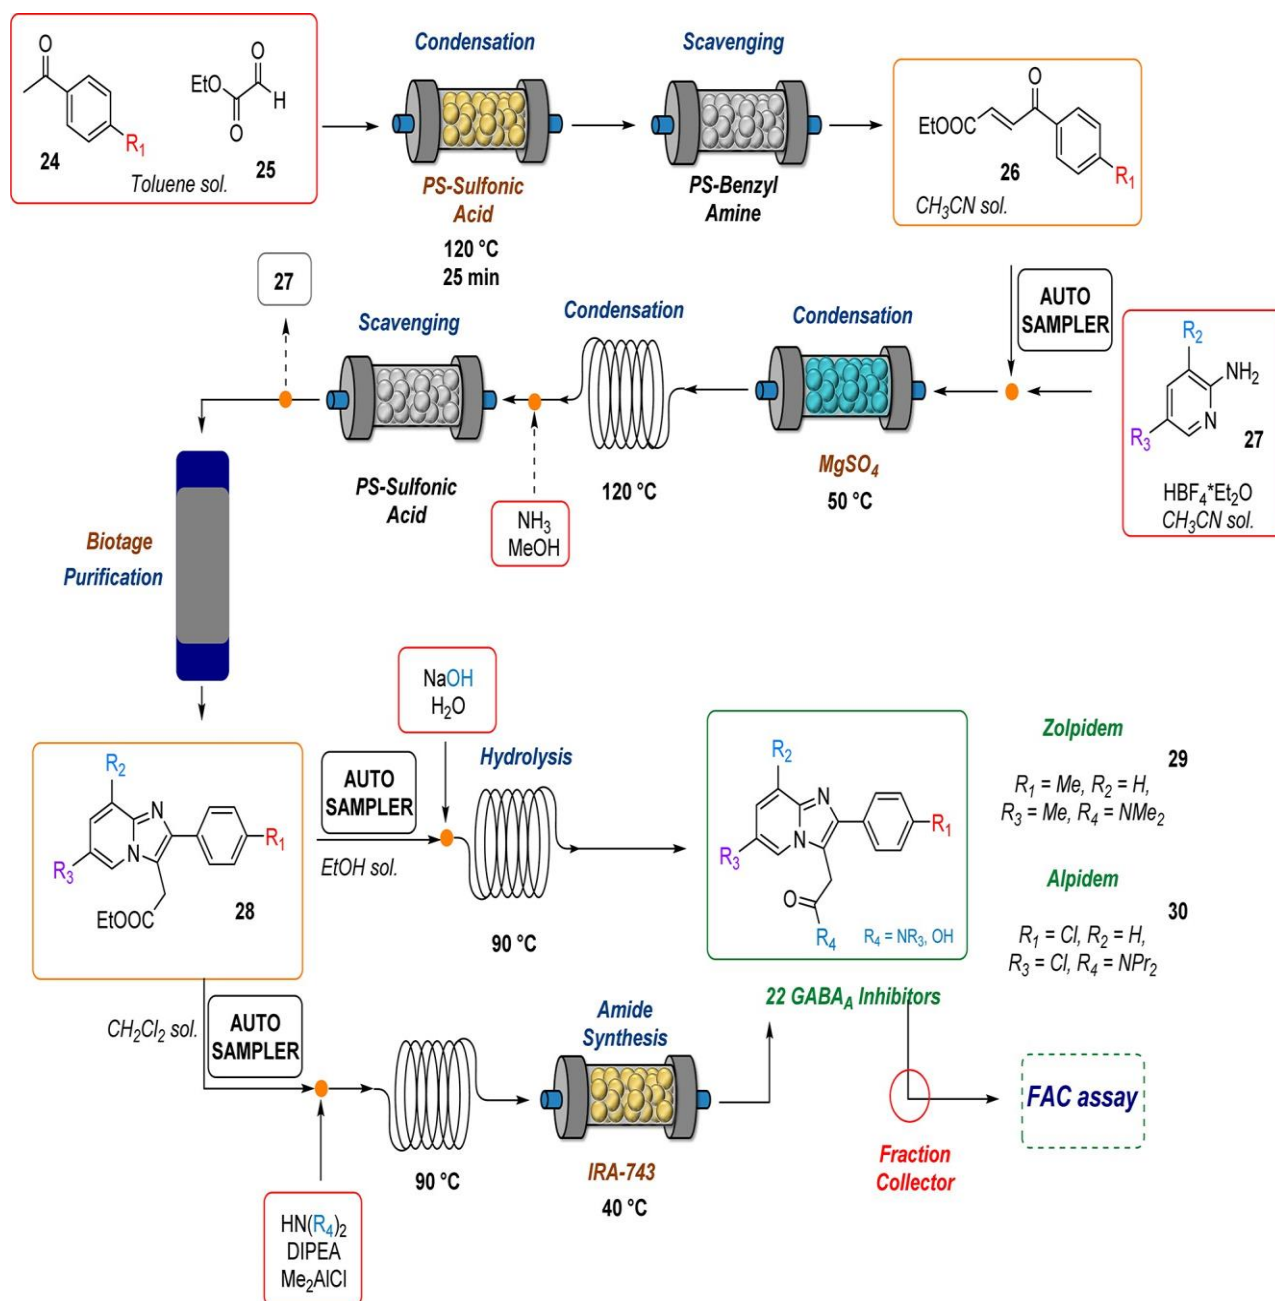 Condensation
Scavenging
O
O
EtO
H
O
24
R1
25
Toluene sol.
PS-Sulfonic
Acid
120 °C
25 min
PS-Benzyl
Amine
O
EtOOC
26
R1
CH3CN sol.
27
Scavenging
Condensation
Condensation
AUTO
SAMPLER
R2
NH2
R3
N
27
HBF4*Et2O
CH3CN sol.
PS-Sulfonic
Acid
NH3
MeOH
120 °C
MgSO4
50 °C
Biotage
Purification
NaOH
H2O
R2
N
N
R1
R3
EtOOC
28
AUTO
SAMPLER
EtOH sol.
Hydrolysis
90 °C
R2
N
N
R1
R3
O
R4
R4 = NR3, OH
Zolpidem
29
R1 = Me, R2 = H,
R3 = Me, R4 = NMe2
Alpidem
30
R1 = Cl, R2 = H,
R3 = Cl, R4 = NPr2
22 GABAA Inhibitors
CH2Cl2 sol.
AUTO
SAMPLER
90 °C
Amide
Synthesis
IRA-743
40 °C
HN(R4)2
DIPEA
Me2AlCl
Fraction
Collector
FAC assay